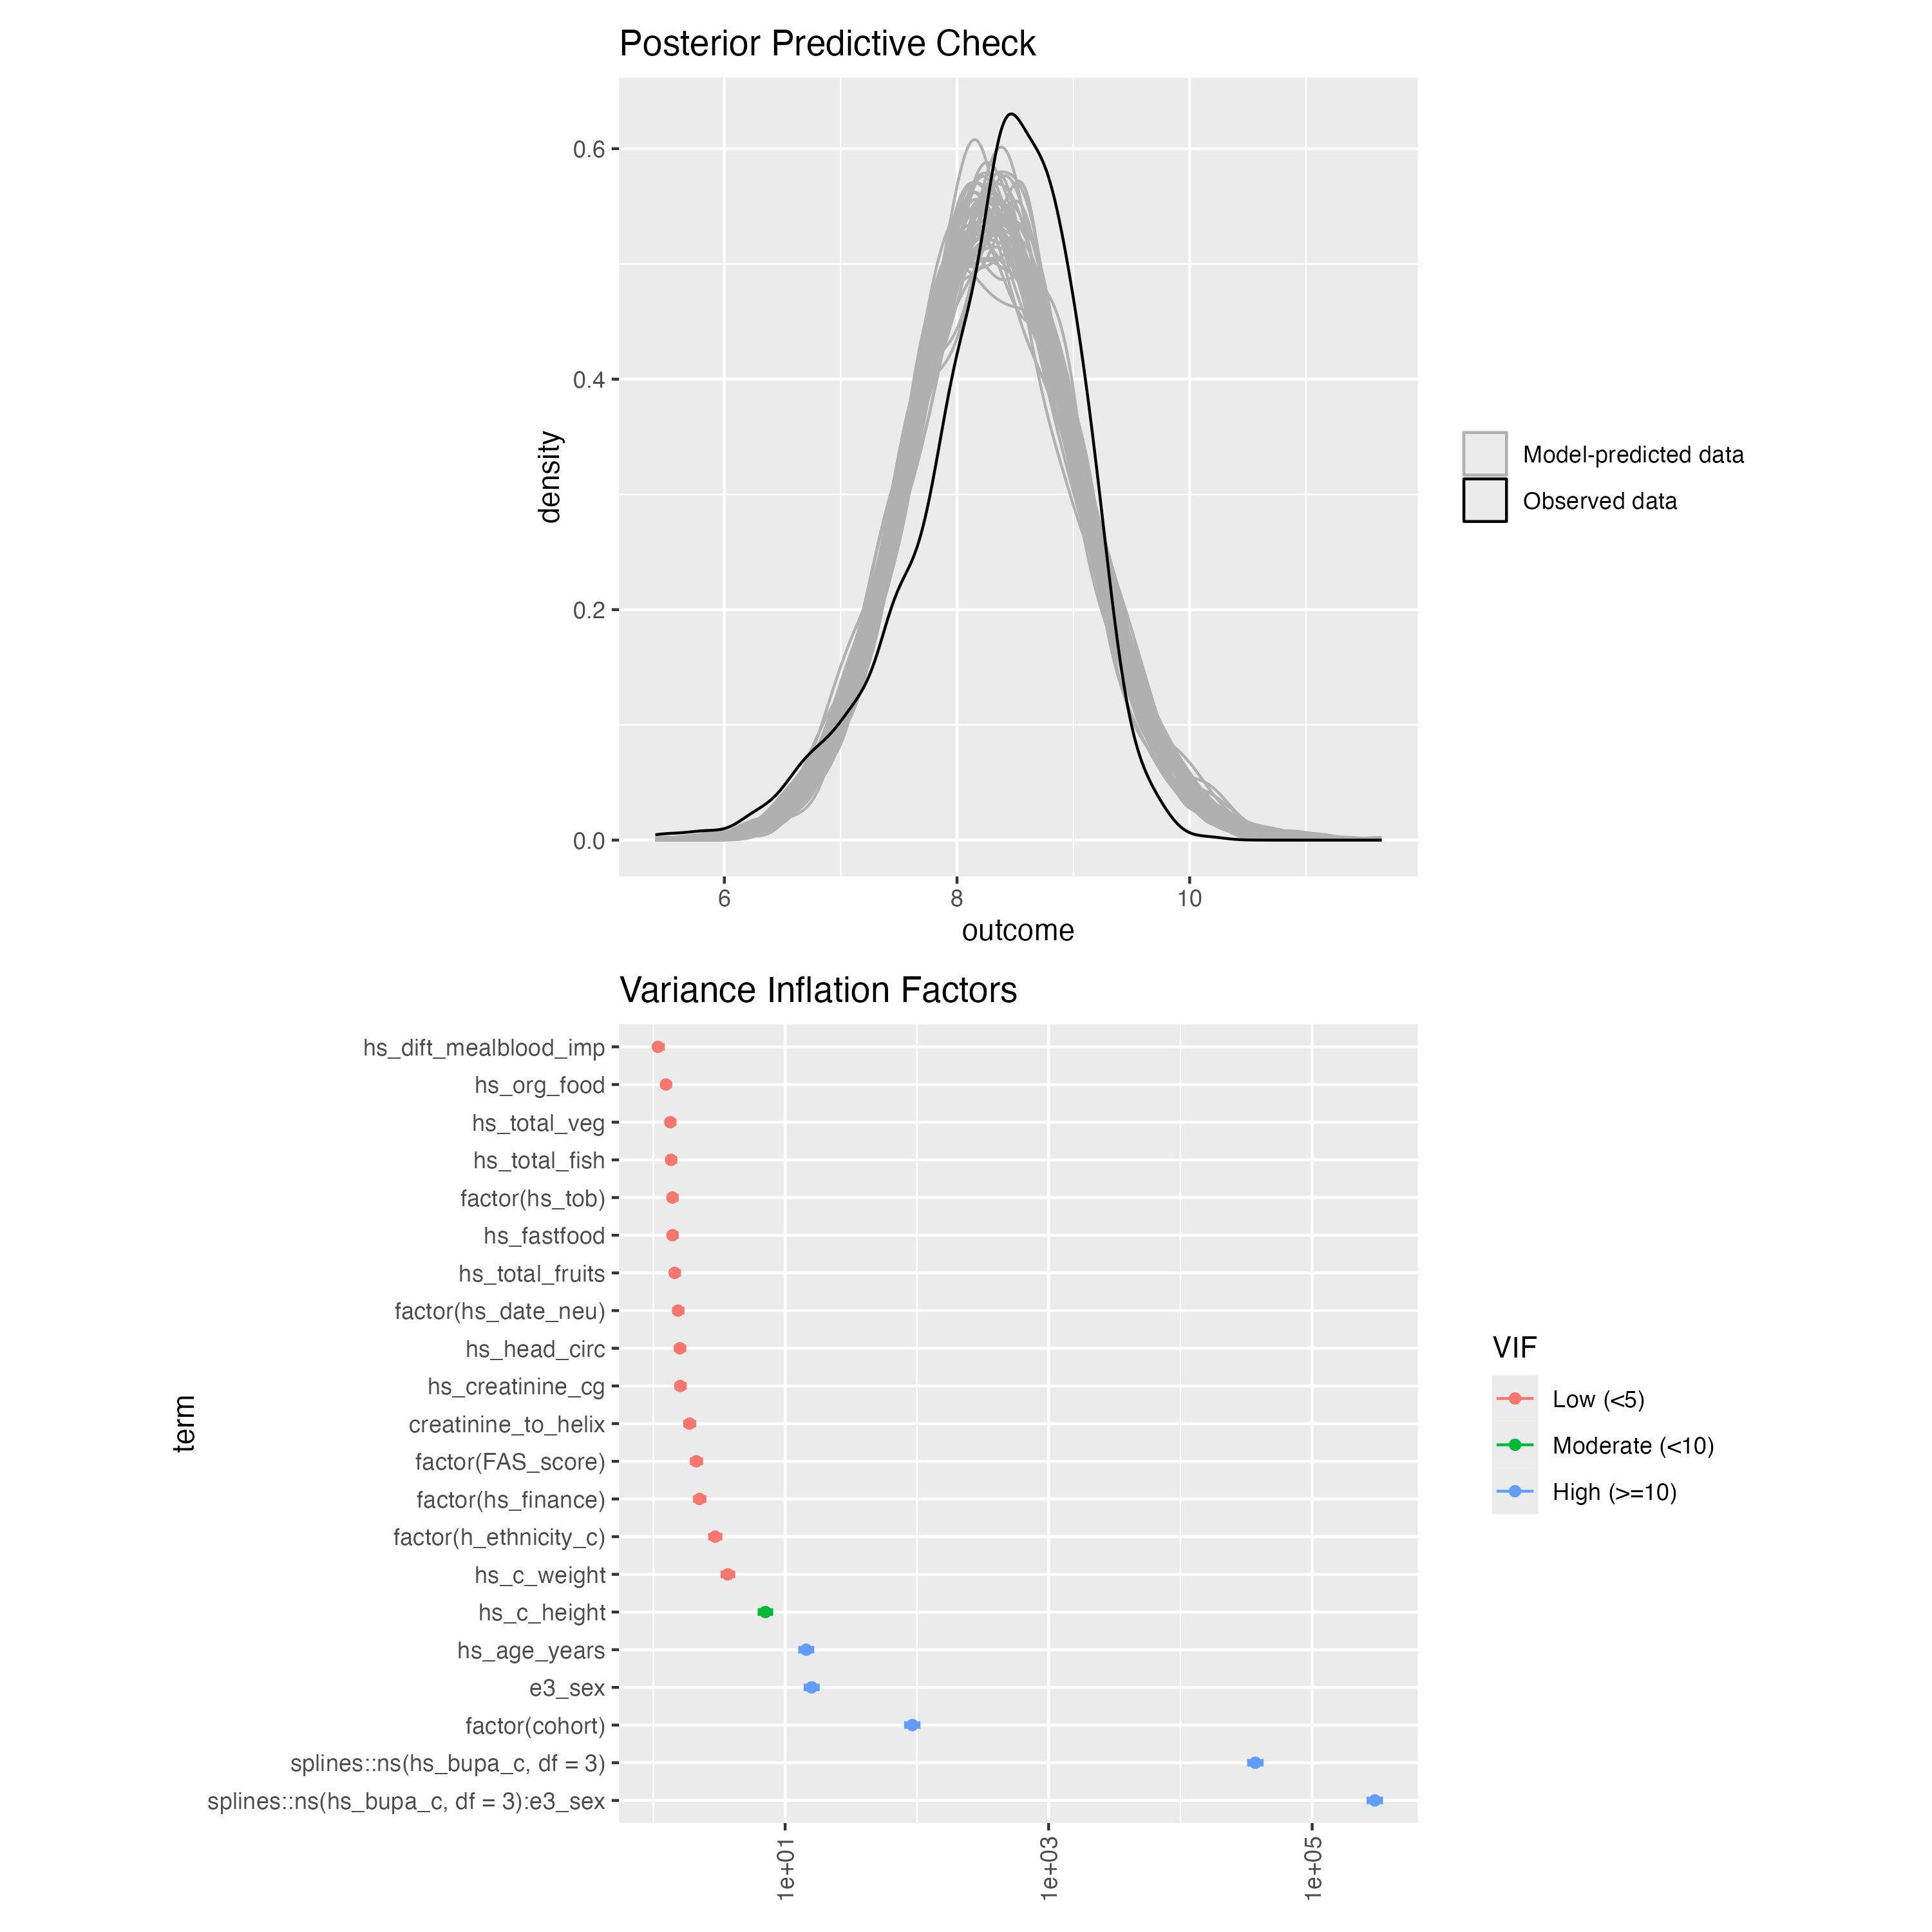 Posterior Predictive Check
0.6
0.4
0.2
0.0
density
6
8
10
outcome
Model-predicted data
Observed data
Variance Inflation Factors
term
hs_dift_mealblood_imp
hs_org_food
hs_total_veg
hs_total_fish
factor(hs_tob)
hs_fastfood
hs_total_fruits
factor(hs_date_neu)
hs_head_circ
hs_creatinine_cg
creatinine_to_helix
factor(FAS_score)
factor(hs_finance)
factor(h_ethnicity_c)
hs_c_weight
hs_c_height
hs_age_years
e3_sex
factor(cohort)
splines::ns(hs_bupa_c, df = 3)
splines::ns(hs_bupa_c, df = 3):e3_sex
1e+01
1e+03
1e+05
VIF
Low (<5)
Moderate (<10)
High (>=10)